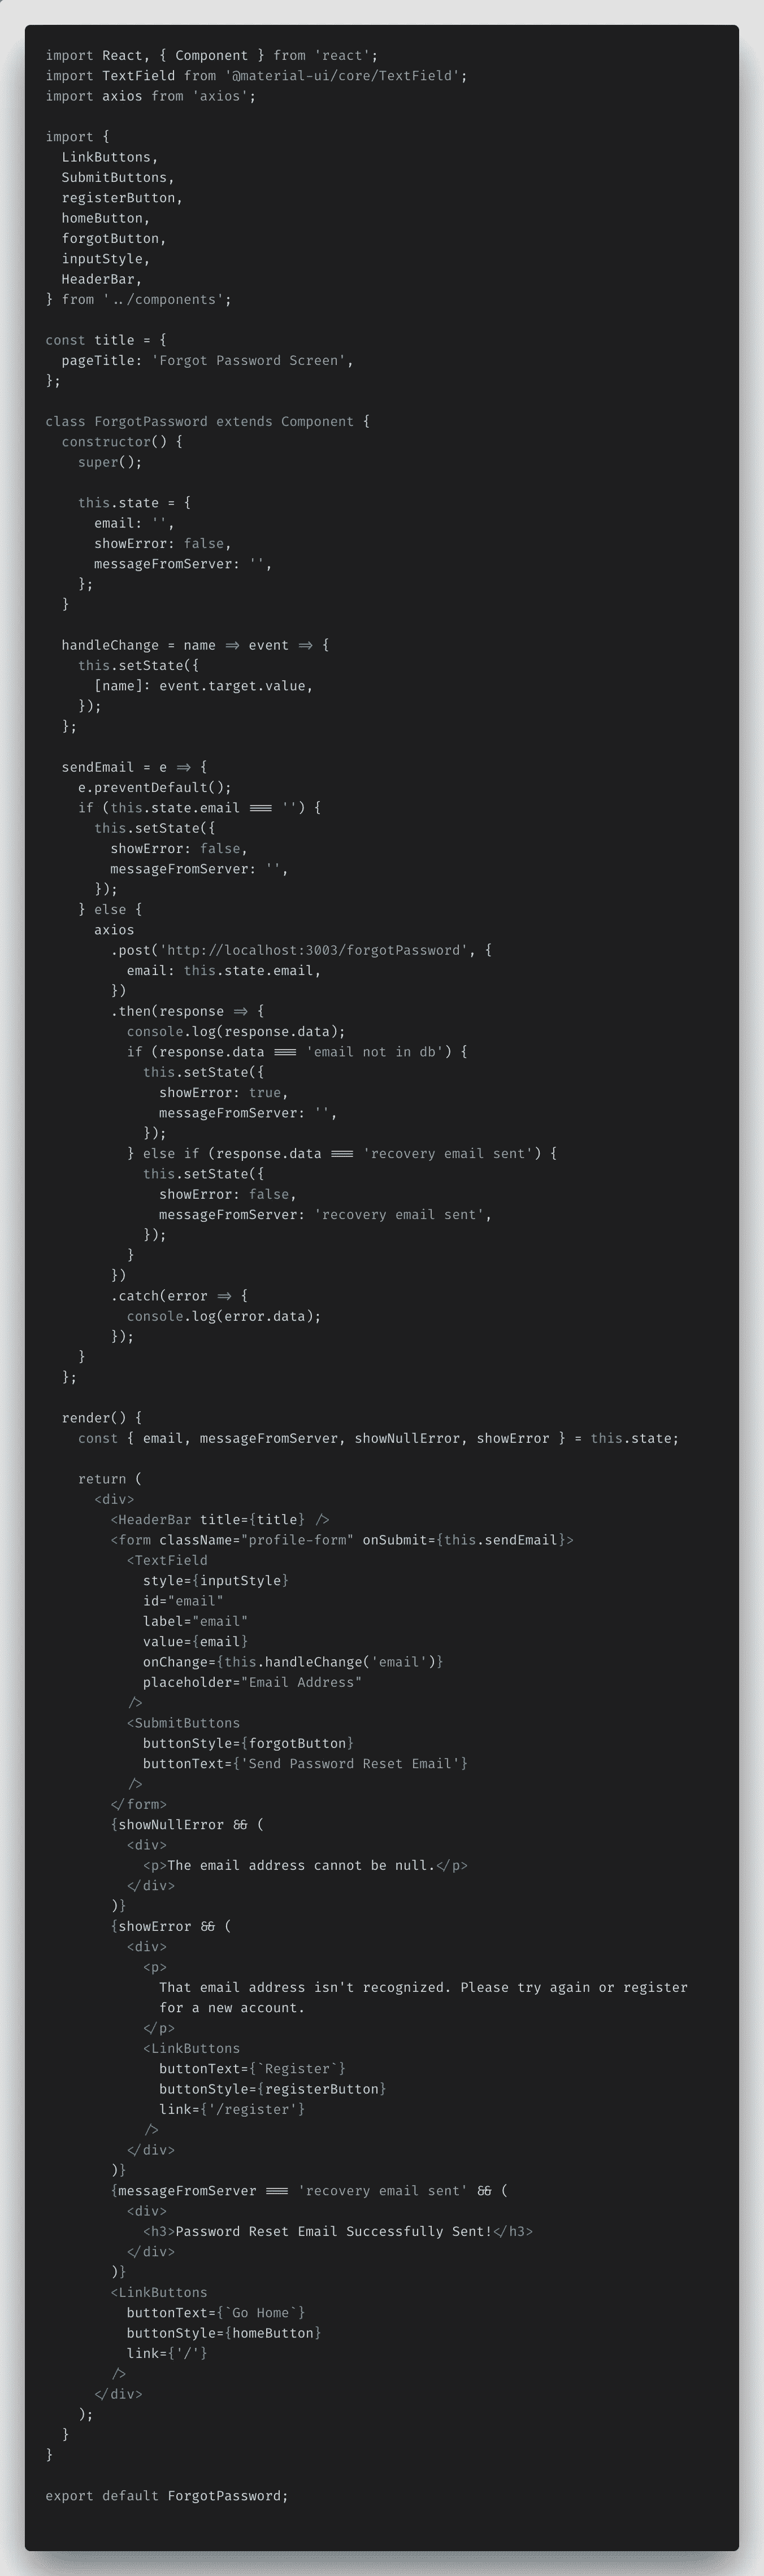 import React, { Component } from 'react';
import TextField from '@material-ui/core/TextField';
import axios from 'axios';

import {
  LinkButtons,
  SubmitButtons,
  registerButton,
  homeButton,
  forgotButton,
  inputStyle,
  HeaderBar,
} from '../components';

const title = {
  pageTitle: 'Forgot Password Screen',
};

class ForgotPassword extends Component {
  constructor() {
    super();

    this.state = {
      email: '',
      showError: false,
      messageFromServer: '',
    };
  }

  handleChange = name => event => {
    this.setState({
      [name]: event.target.value,
    });
  };

  sendEmail = e => {
    e.preventDefault();
    if (this.state.email === '') {
      this.setState({
        showError: false,
        messageFromServer: '',
      });
    } else {
      axios
        .post('http://localhost:3003/forgotPassword', {
          email: this.state.email,
        })
        .then(response => {
          console.log(response.data);
          if (response.data === 'email not in db') {
            this.setState({
              showError: true,
              messageFromServer: '',
            });
          } else if (response.data === 'recovery email sent') {
            this.setState({
              showError: false,
              messageFromServer: 'recovery email sent',
            });
          }
        })
        .catch(error => {
          console.log(error.data);
        });
    }
  };

  render() {
    const { email, messageFromServer, showNullError, showError } = this.state;

    return (
      <div>
        <HeaderBar title={title} />
        <form className="profile-form" onSubmit={this.sendEmail}>
          <TextField
            style={inputStyle}
            id="email"
            label="email"
            value={email}
            onChange={this.handleChange('email')}
            placeholder="Email Address"
          />
          <SubmitButtons
            buttonStyle={forgotButton}
            buttonText={'Send Password Reset Email'}
          />
        </form>
        {showNullError && (
          <div>
            <p>The email address cannot be null.</p>
          </div>
        )}
        {showError && (
          <div>
            <p>
              That email address isn't recognized. Please try again or register
              for a new account.
            </p>
            <LinkButtons
              buttonText={`Register`}
              buttonStyle={registerButton}
              link={'/register'}
            />
          </div>
        )}
        {messageFromServer === 'recovery email sent' && (
          <div>
            <h3>Password Reset Email Successfully Sent!</h3>
          </div>
        )}
        <LinkButtons
          buttonText={`Go Home`}
          buttonStyle={homeButton}
          link={'/'}
        />
      </div>
    );
  }
}

export default ForgotPassword;